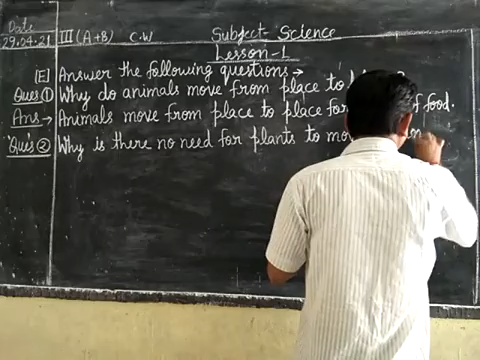 Date
29.04.21 III (A+B) C.W Subject- Science
Lesson-1
[E] Answer the following questions →
Ques ① Why do animals move from place to
Ans → Animals move from place to place for of food.
Ques ② Why is there no need for plants to